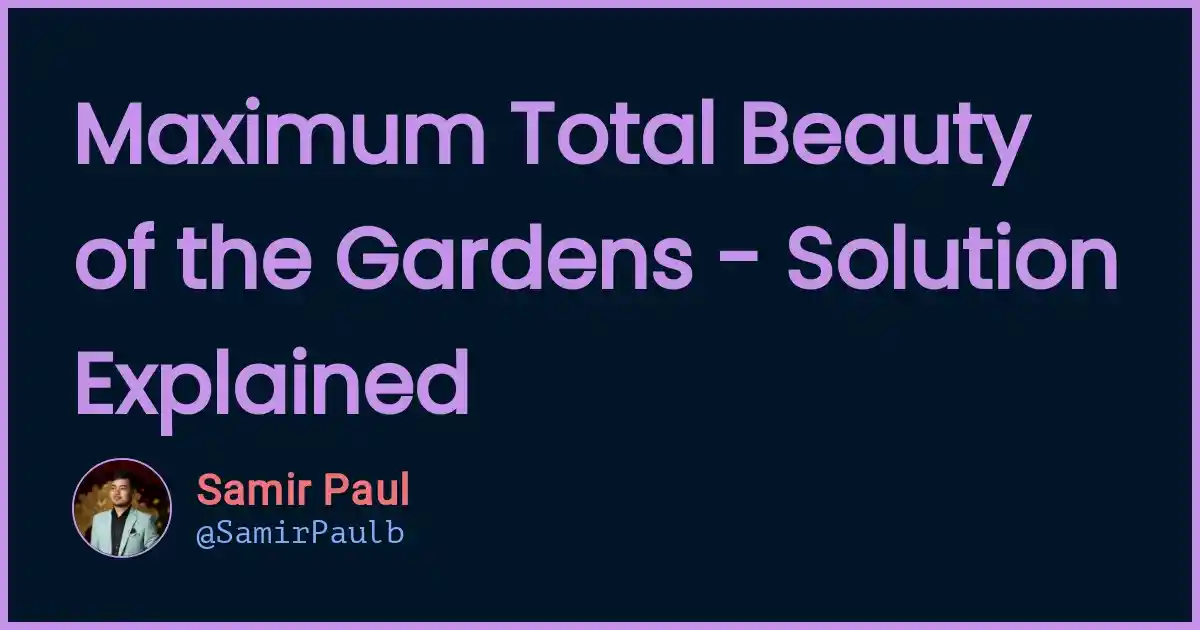 Maximum Total Beauty
of the Gardens - Solution
Explained
Samir Paul
@SamirPaulb